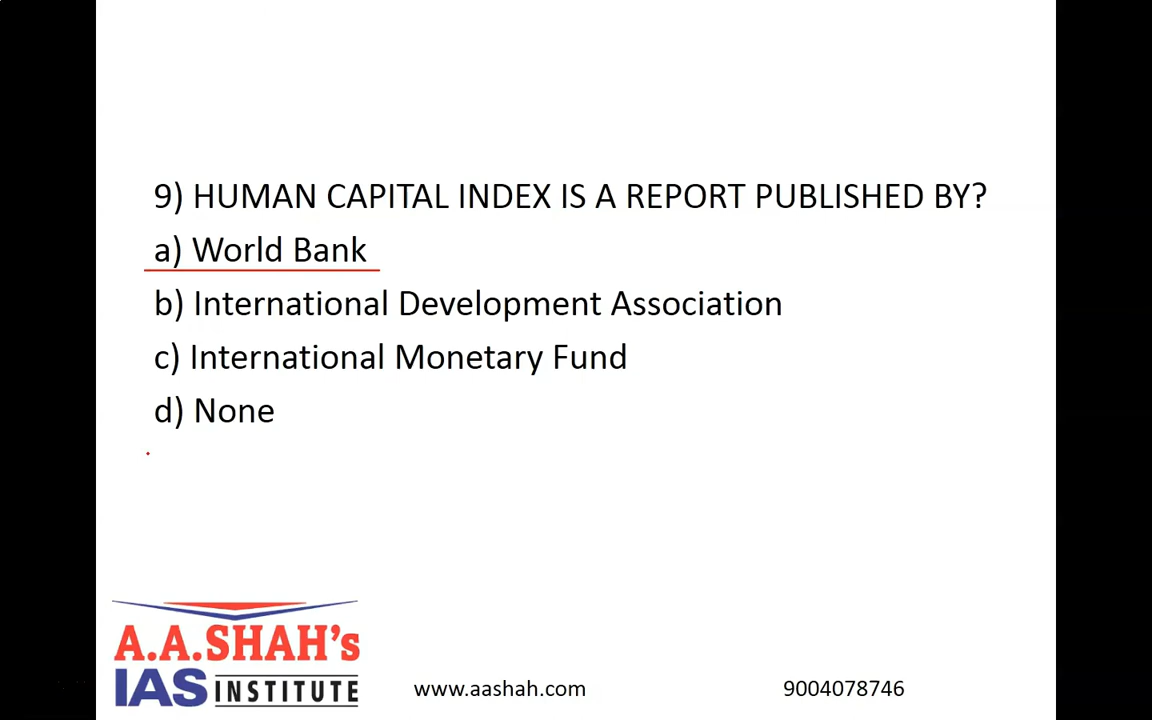 9) HUMAN CAPITAL INDEX IS A REPORT PUBLISHED BY?
a) World Bank
b) International Development Association
c) International Monetary Fund
d) None
A.A.SHAH's
IAS INSTITUTE
www.aashah.com
9004078746